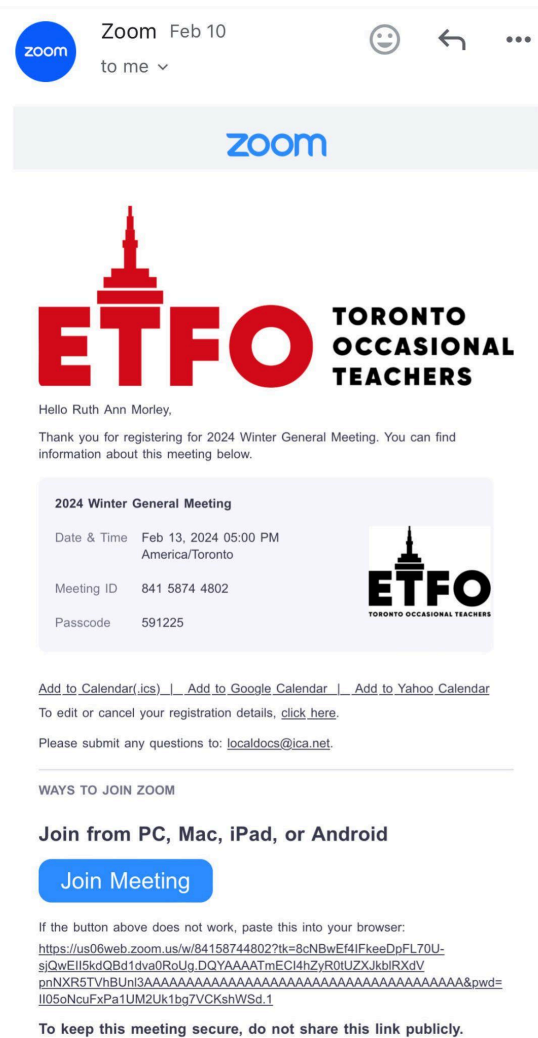 Zoom Feb 10
zoom
to me
zoom
ETFO
TORONTO
OCCASIONAL
TEACHERS
Hello Ruth Ann Morley,
Thank you for registering for 2024 Winter General Meeting. You can find
information about this meeting below.
2024 Winter General Meeting
Date & Time Feb 13, 2024 05:00 PM
America/Toronto
Meeting ID 841 5874 4802
Passcode 591225
ETFO
TORONTO OCCASIONAL TEACHERS
Add to Calendar(.ics) | Add to Google Calendar | Add to Yahoo Calendar
To edit or cancel your registration details, click here.
Please submit any questions to: localdocs@ica.net.
WAYS TO JOIN ZOOM
Join from PC, Mac, iPad, or Android
Join Meeting
If the button above does not work, paste this into your browser:
https://us06web.zoom.us/w/84158744802?tk=8cNBwEf4IFkeeDpFL70U-
sjQwEII5kdQBd1dva0RoUg.DQYAAAATmECI4hZyR0tUZXJkblRXdV
pnNXR5TVhBUnl3AAAAAAAAAAAAAAAAAAAAAAAAAAAAAAAAAAAAA&pwd=
II05oNcuFxPa1UM2Uk1bg7VCKshWSd.1
To keep this meeting secure, do not share this link publicly.